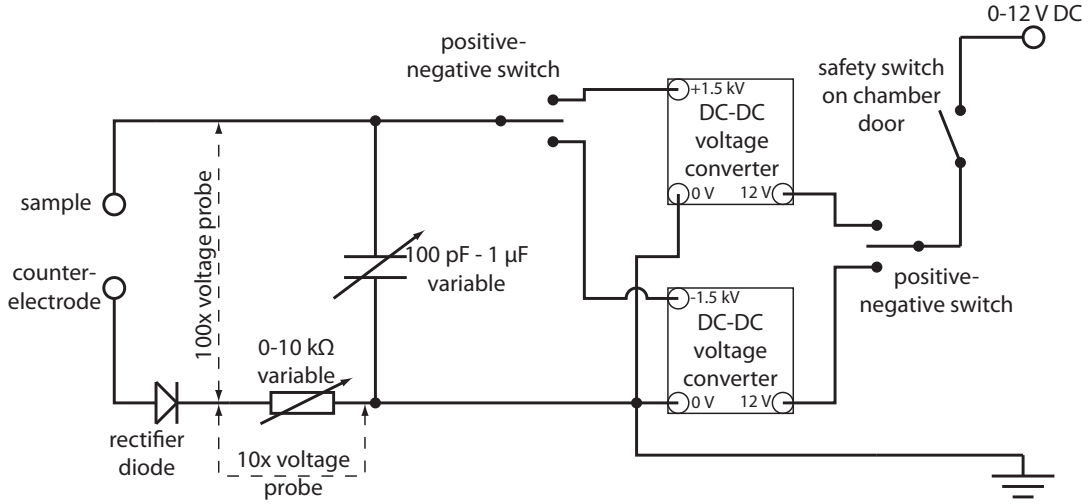 0-12 V DC
positive-
negative switch
safety switch
on chamber
door
+1.5 kV
DC-DC
voltage
converter
0 V
12 V
sample
100x voltage probe
100 pF - 1 µF
variable
counter-
electrode
positive-
negative switch
-1.5 kV
DC-DC
voltage
converter
0 V
12 V
0-10 kΩ
variable
rectifier
diode
10x voltage
probe